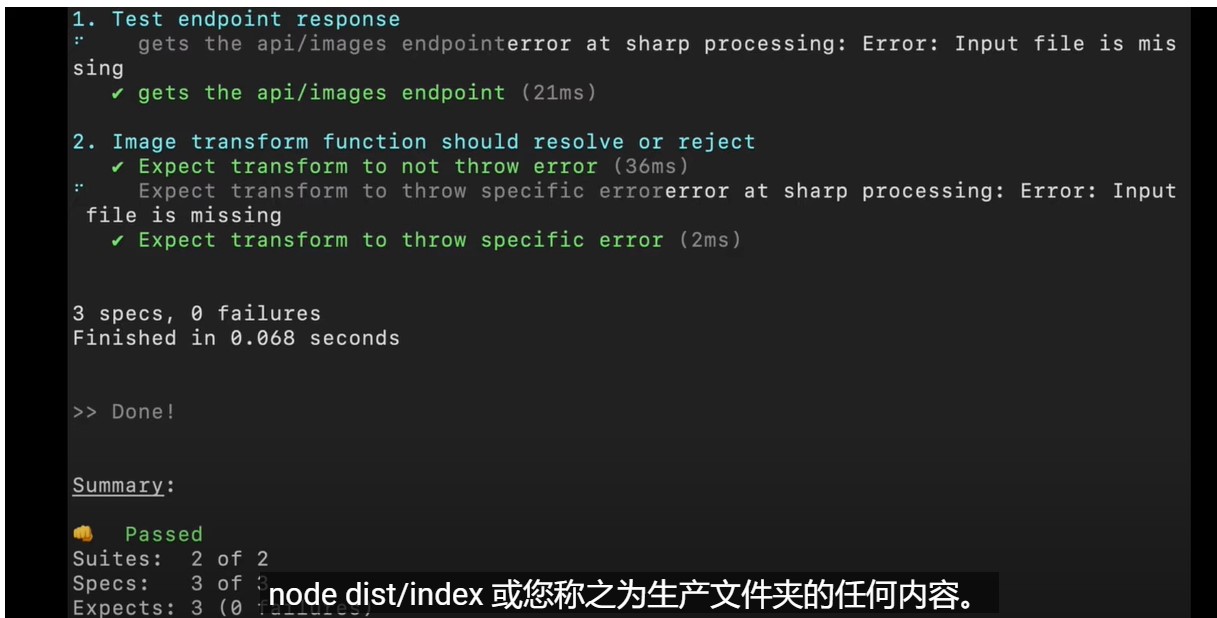 1. Test endpoint response
gets the api/images endpointerror at sharp processing: Error: Input file is mis
sing
✔ gets the api/images endpoint (21ms)
2. Image transform function should resolve or reject
✔ Expect transform to not throw error (36ms)
Expect transform to throw specific errorerror at sharp processing: Error: Input
file is missing
✔ Expect transform to throw specific error (2ms)
3 specs, 0 failures
Finished in 0.068 seconds
>> Done!
Summary:
👊 Passed
Suites: 2 of 2
Specs: 3 of 3
Expects: 3 (0 failures)
node dist/index 或您称之为生产文件夹的任何内容。